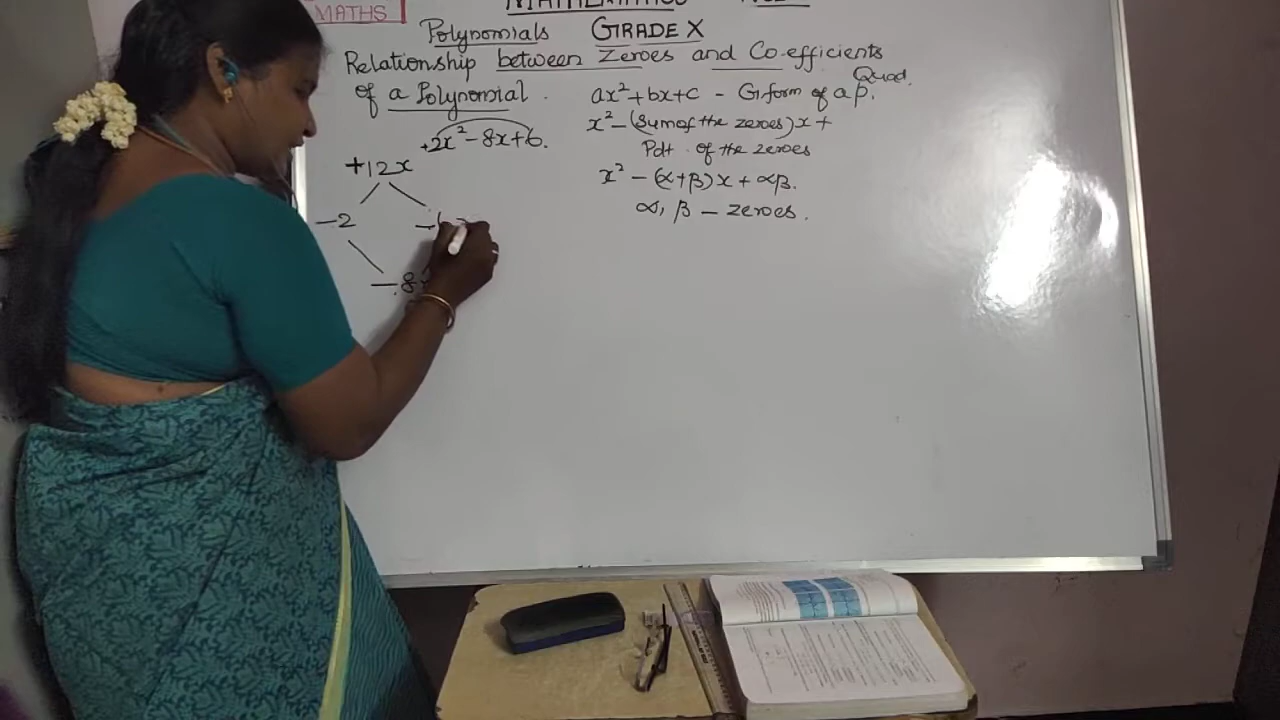 MATHS
MATHEMATICS
Polynomials GRADE X
Relationship between Zeroes and Co-efficients
of a Polynomial.
ax² + bx + c - G.form of a p.
Quad.
x² - (Sum of the zeroes)x +
Pdt. of the zeroes
x² - (α+β)x + αβ.
α, β - zeroes.
+2x² - 8x + 6.
+12x
-2
-8x